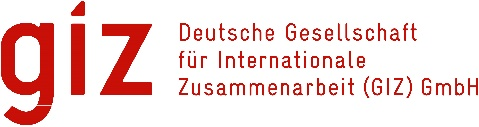 giz
Deutsche Gesellschaft
für Internationale
Zusammenarbeit (GIZ) GmbH